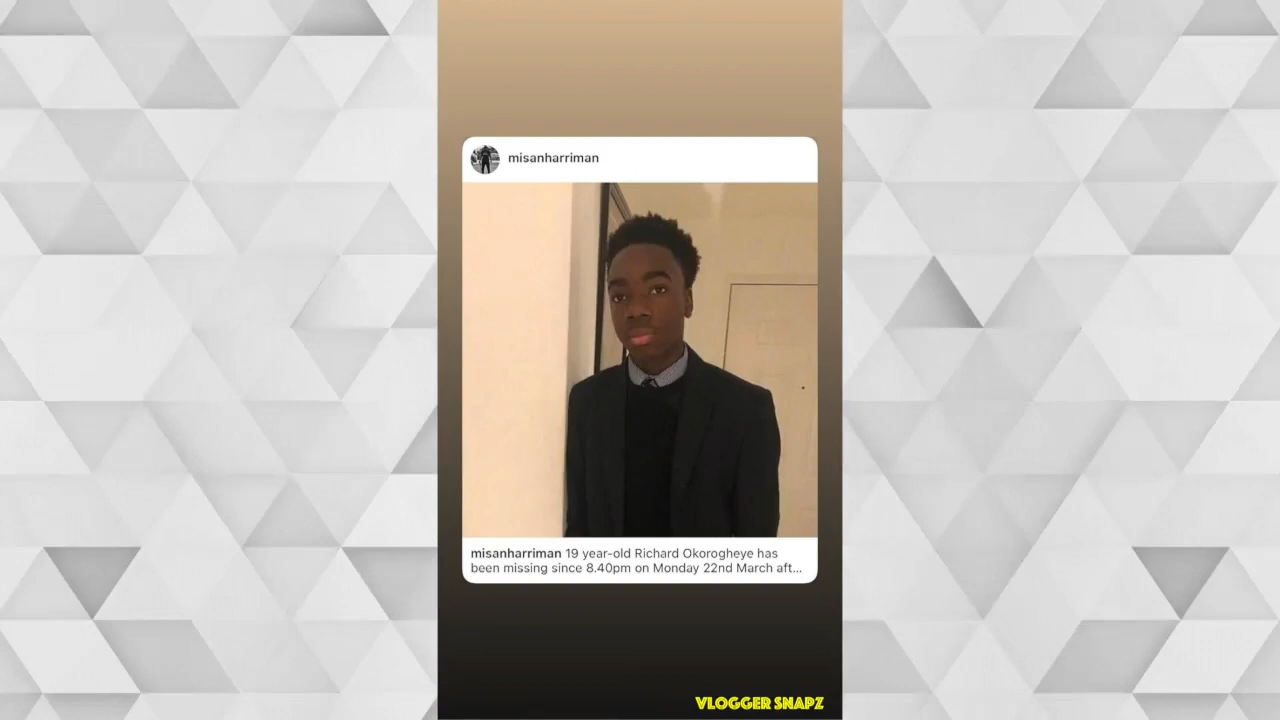 misanharriman
misanharriman 19 year-old Richard Okorogheye has
been missing since 8.40pm on Monday 22nd March aft...
VLOGGER SNAPZ